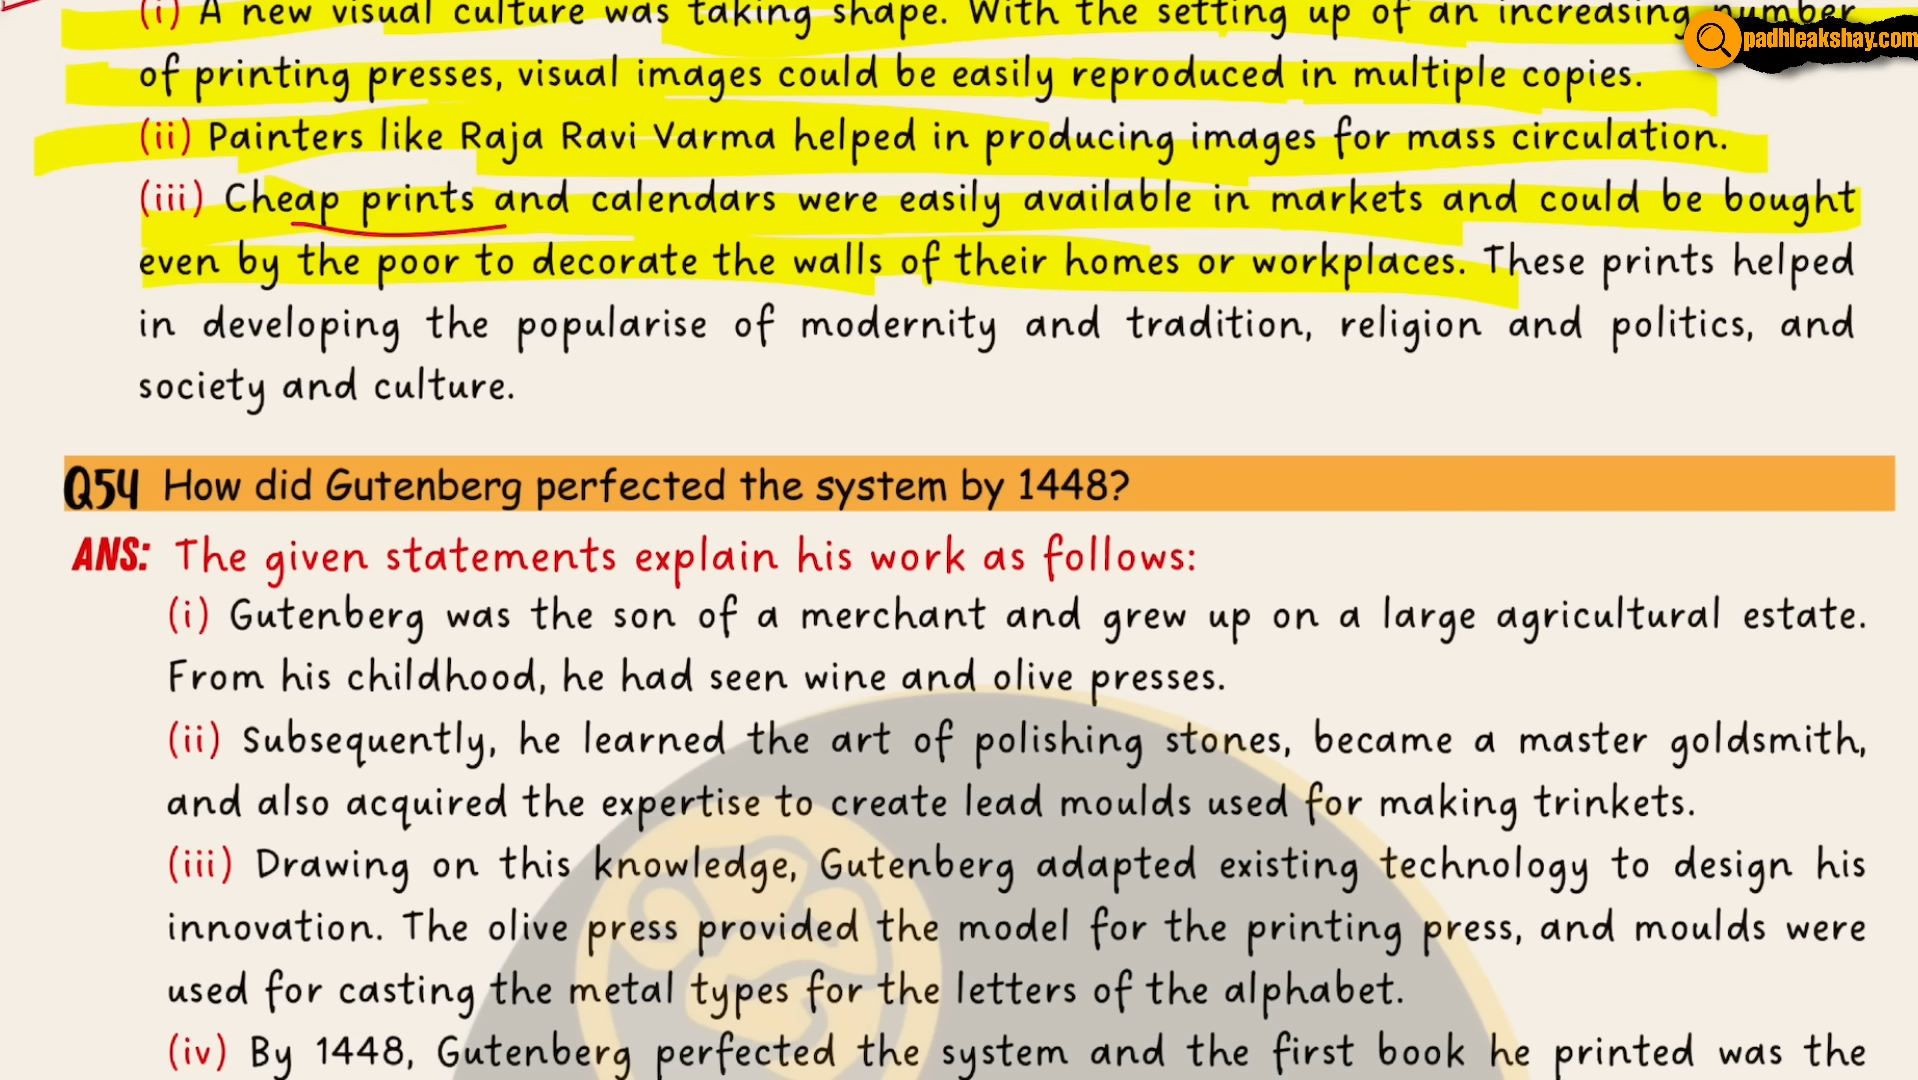 (i) A new visual culture was taking shape. With the setting up of an increasing number
padhleakshay.com
of printing presses, visual images could be easily reproduced in multiple copies.
(ii) Painters like Raja Ravi Varma helped in producing images for mass circulation.
(iii) Cheap prints and calendars were easily available in markets and could be bought
even by the poor to decorate the walls of their homes or workplaces. These prints helped
in developing the popularise of modernity and tradition, religion and politics, and
society and culture.
Q54 How did Gutenberg perfected the system by 1448?
ANS: The given statements explain his work as follows:
(i) Gutenberg was the son of a merchant and grew up on a large agricultural estate.
From his childhood, he had seen wine and olive presses.
(ii) Subsequently, he learned the art of polishing stones, became a master goldsmith,
and also acquired the expertise to create lead moulds used for making trinkets.
(iii) Drawing on this knowledge, Gutenberg adapted existing technology to design his
innovation. The olive press provided the model for the printing press, and moulds were
used for casting the metal types for the letters of the alphabet.
(iv) By 1448, Gutenberg perfected the system and the first book he printed was the